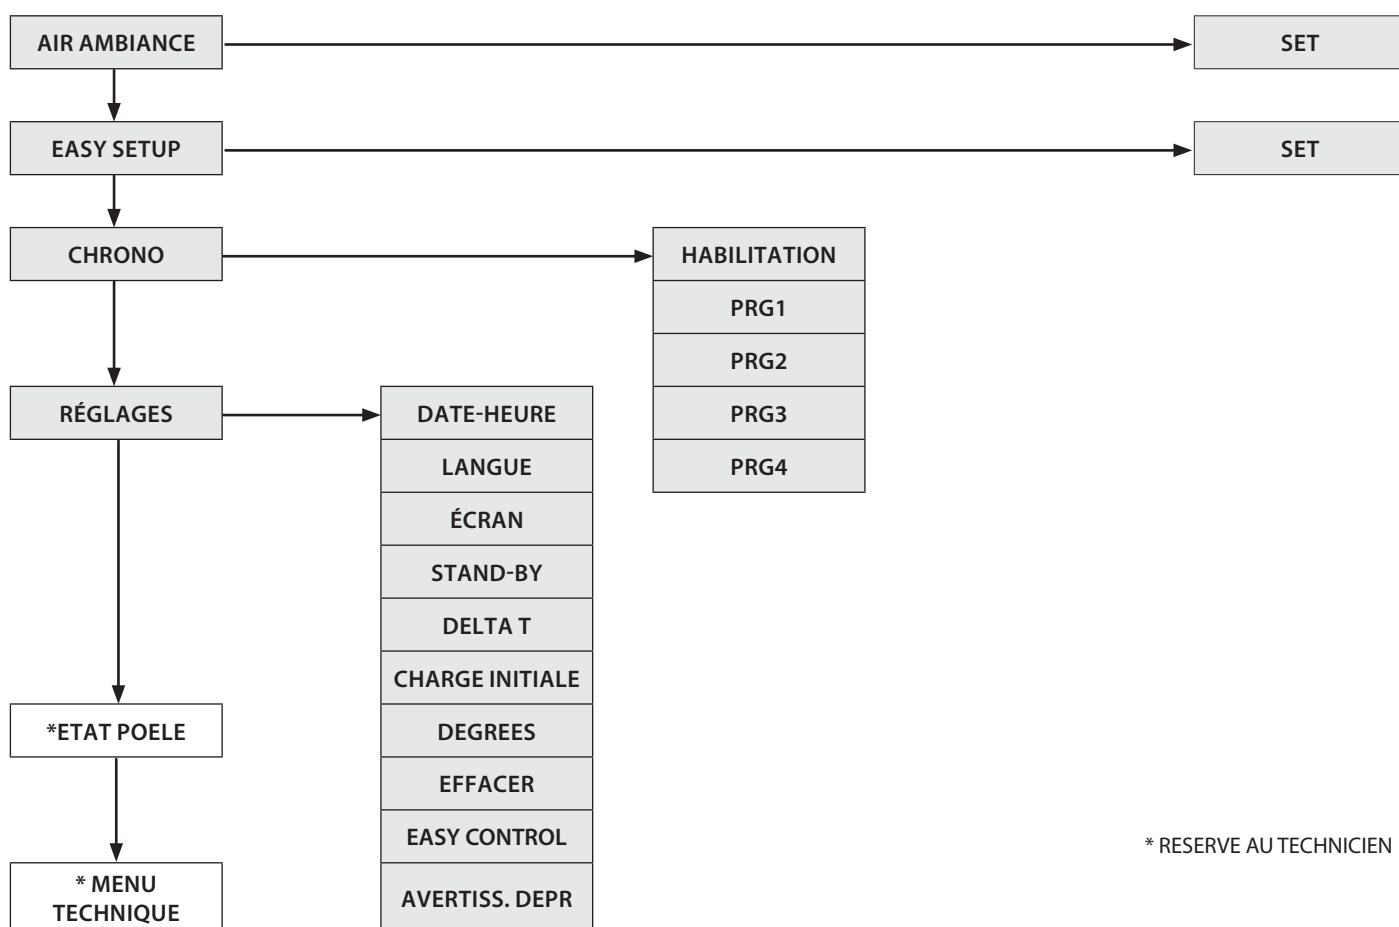 AIR AMBIANCE
SET
EASY SETUP
SET
CHRONO
HABILITATION
PRG1
PRG2
PRG3
PRG4
RÉGLAGES
DATE-HEURE
LANGUE
ÉCRAN
STAND-BY
DELTA T
CHARGE INITIALE
DEGREES
EFFACER
EASY CONTROL
AVERTISS. DEPR
*ETAT POELE
* MENU
TECHNIQUE
* RESERVE AU TECHNICIEN